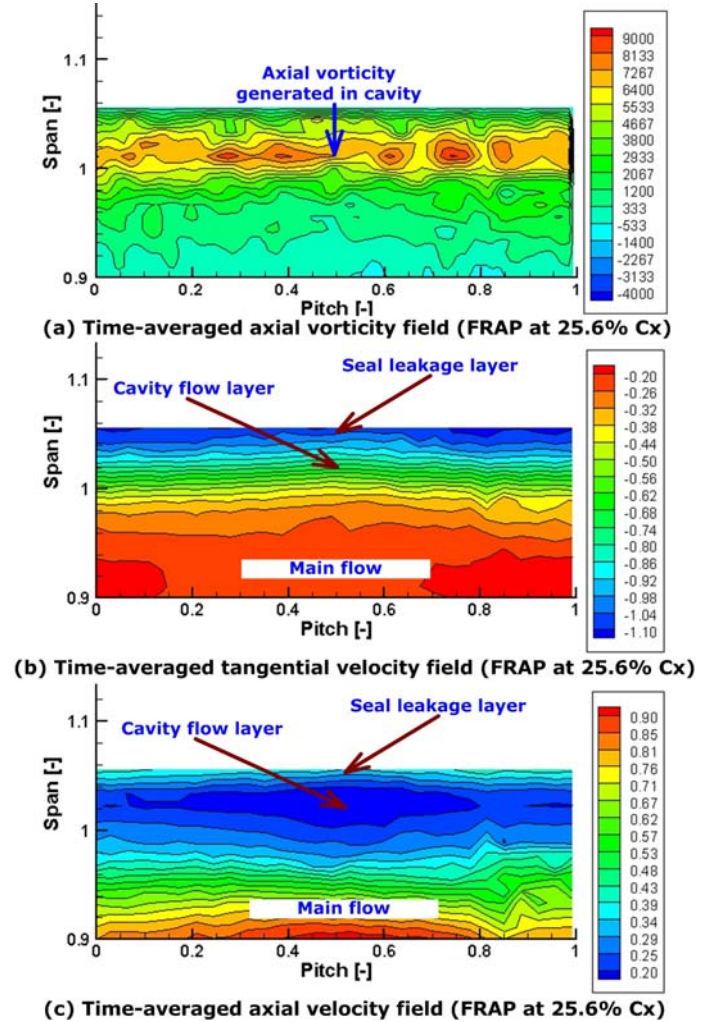 1.1
Axial vorticity
generated in cavity
Span [-]
1
0.9
0 0.2 0.4 0.6 0.8 1
Pitch [-]
9000
8133
7267
6400
5533
4667
3800
2933
2067
1200
333
-533
-1400
-2267
-3133
-4000
(a) Time-averaged axial vorticity field (FRAP at 25.6% Cx)
1.1
Seal leakage layer
Cavity flow layer
Span [-]
1
Main flow
0.9
0 0.2 0.4 0.6 0.8 1
Pitch [-]
-0.20
-0.26
-0.32
-0.38
-0.44
-0.50
-0.56
-0.62
-0.68
-0.74
-0.80
-0.86
-0.92
-0.98
-1.04
-1.10
(b) Time-averaged tangential velocity field (FRAP at 25.6% Cx)
1.1
Seal leakage layer
Cavity flow layer
Span [-]
1
Main flow
0.9
0 0.2 0.4 0.6 0.8 1
Pitch [-]
0.90
0.85
0.81
0.76
0.71
0.67
0.62
0.57
0.53
0.48
0.43
0.39
0.34
0.29
0.25
0.20
(c) Time-averaged axial velocity field (FRAP at 25.6% Cx)